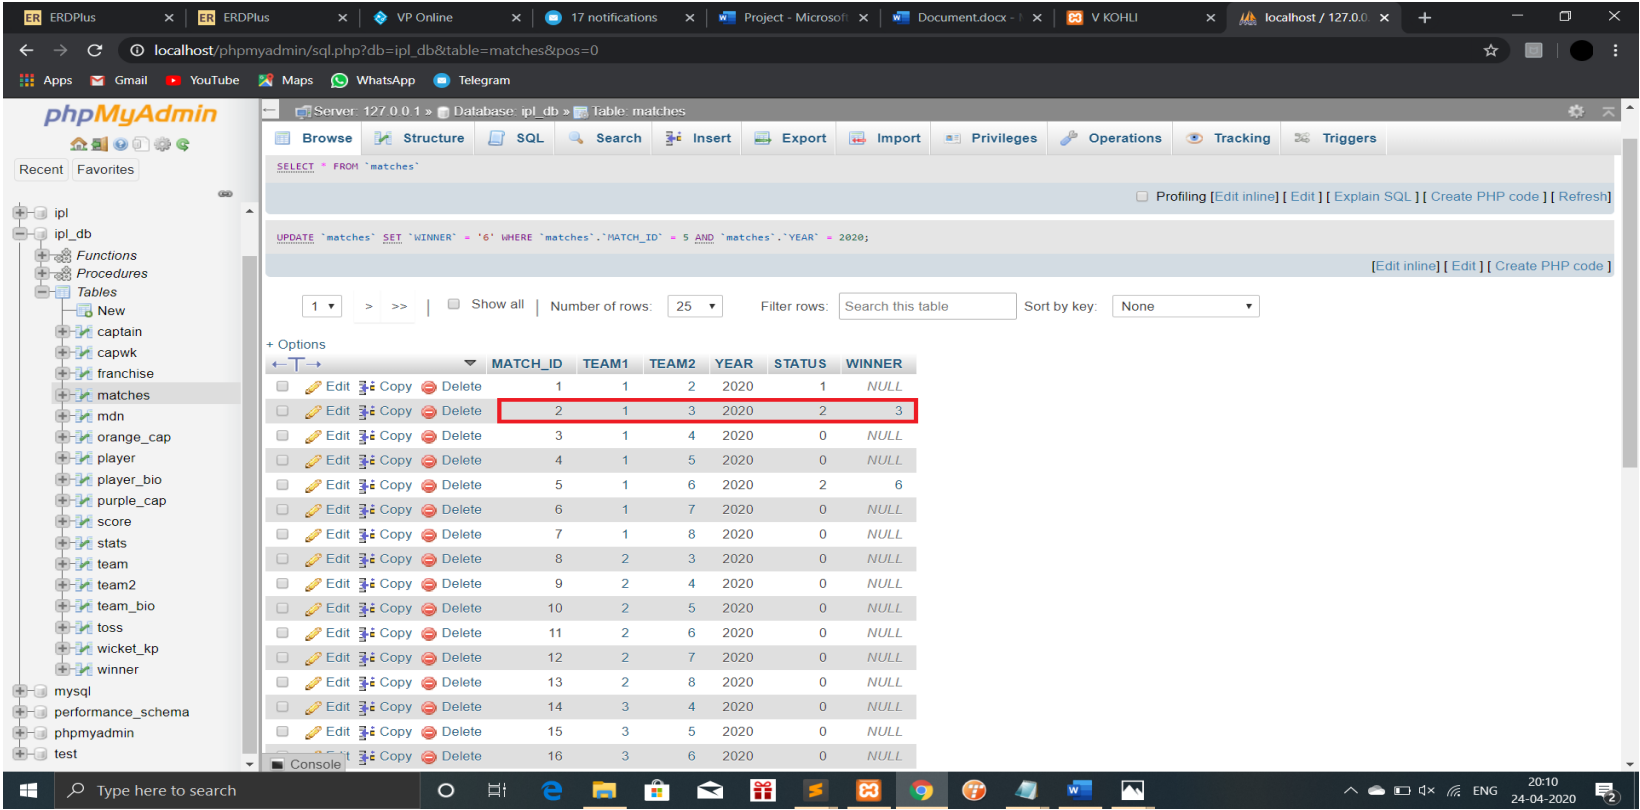 ERDPlus
ERDPlus
VP Online
17 notifications
Project - Microsoft
Document.docx -
V KOHLI
localhost / 127.0.0.
localhost/phpmyadmin/sql.php?db=ipl_db&table=matches&pos=0
Apps Gmail YouTube Maps WhatsApp Telegram
phpMyAdmin
Recent Favorites
ipl
ipl_db
Functions
Procedures
Tables
New
captain
capwk
franchise
matches
mdn
orange_cap
player
player_bio
purple_cap
score
stats
team
team2
team_bio
toss
wicket_kp
winner
mysql
performance_schema
phpmyadmin
test
Server: 127.0.0.1 » Database: ipl_db » Table: matches
Browse Structure SQL Search Insert Export Import Privileges Operations Tracking Triggers
SELECT * FROM `matches`
Profiling [Edit inline] [ Edit ] [ Explain SQL ] [ Create PHP code ] [ Refresh]
UPDATE `matches` SET `WINNER` = '6' WHERE `matches`.`MATCH_ID` = 5 AND `matches`.`YEAR` = 2020;
[Edit inline] [ Edit ] [ Create PHP code ]
1 > >> Show all Number of rows: 25 Filter rows: Search this table Sort by key: None
+ Options
MATCH_ID TEAM1 TEAM2 YEAR STATUS WINNER
Edit Copy Delete 1 1 2 2020 1 NULL
Edit Copy Delete 2 1 3 2020 2 3
Edit Copy Delete 3 1 4 2020 0 NULL
Edit Copy Delete 4 1 5 2020 0 NULL
Edit Copy Delete 5 1 6 2020 2 6
Edit Copy Delete 6 1 7 2020 0 NULL
Edit Copy Delete 7 1 8 2020 0 NULL
Edit Copy Delete 8 2 3 2020 0 NULL
Edit Copy Delete 9 2 4 2020 0 NULL
Edit Copy Delete 10 2 5 2020 0 NULL
Edit Copy Delete 11 2 6 2020 0 NULL
Edit Copy Delete 12 2 7 2020 0 NULL
Edit Copy Delete 13 2 8 2020 0 NULL
Edit Copy Delete 14 3 4 2020 0 NULL
Edit Copy Delete 15 3 5 2020 0 NULL
Copy Delete 16 3 6 2020 0 NULL
Console
Type here to search
ENG
20:10
24-04-2020
2